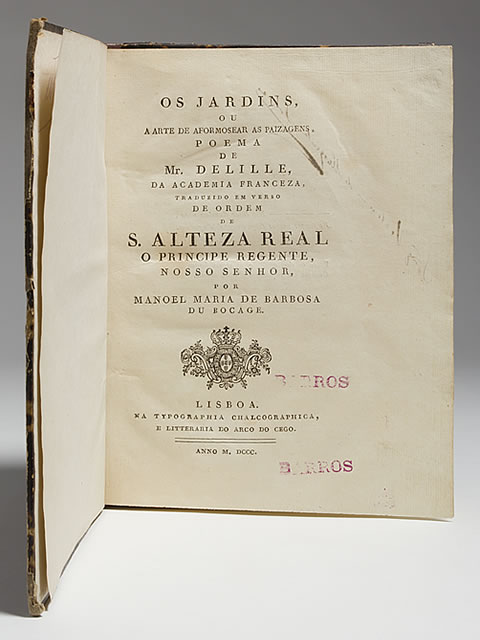 OS JARDINS,
OU
A ARTE DE AFORMOSEAR AS PAIZAGENS,
POEMA
DE
Mr. DELILLE,
DA ACADEMIA FRANCEZA,
TRADUZIDO EM VERSO
DE ORDEM
DE
S. ALTEZA REAL
O PRINCIPE REGENTE,
NOSSO SENHOR,
POR
MANOEL MARIA DE BARBOSA
DU BOCAGE.
BARROS
LISBOA.
NA TYPOGRAPHIA CHALCOGRAPHICA,
E LITTERARIA DO ARCO DO CEGO.
ANNO M. DCCC.
BARROS